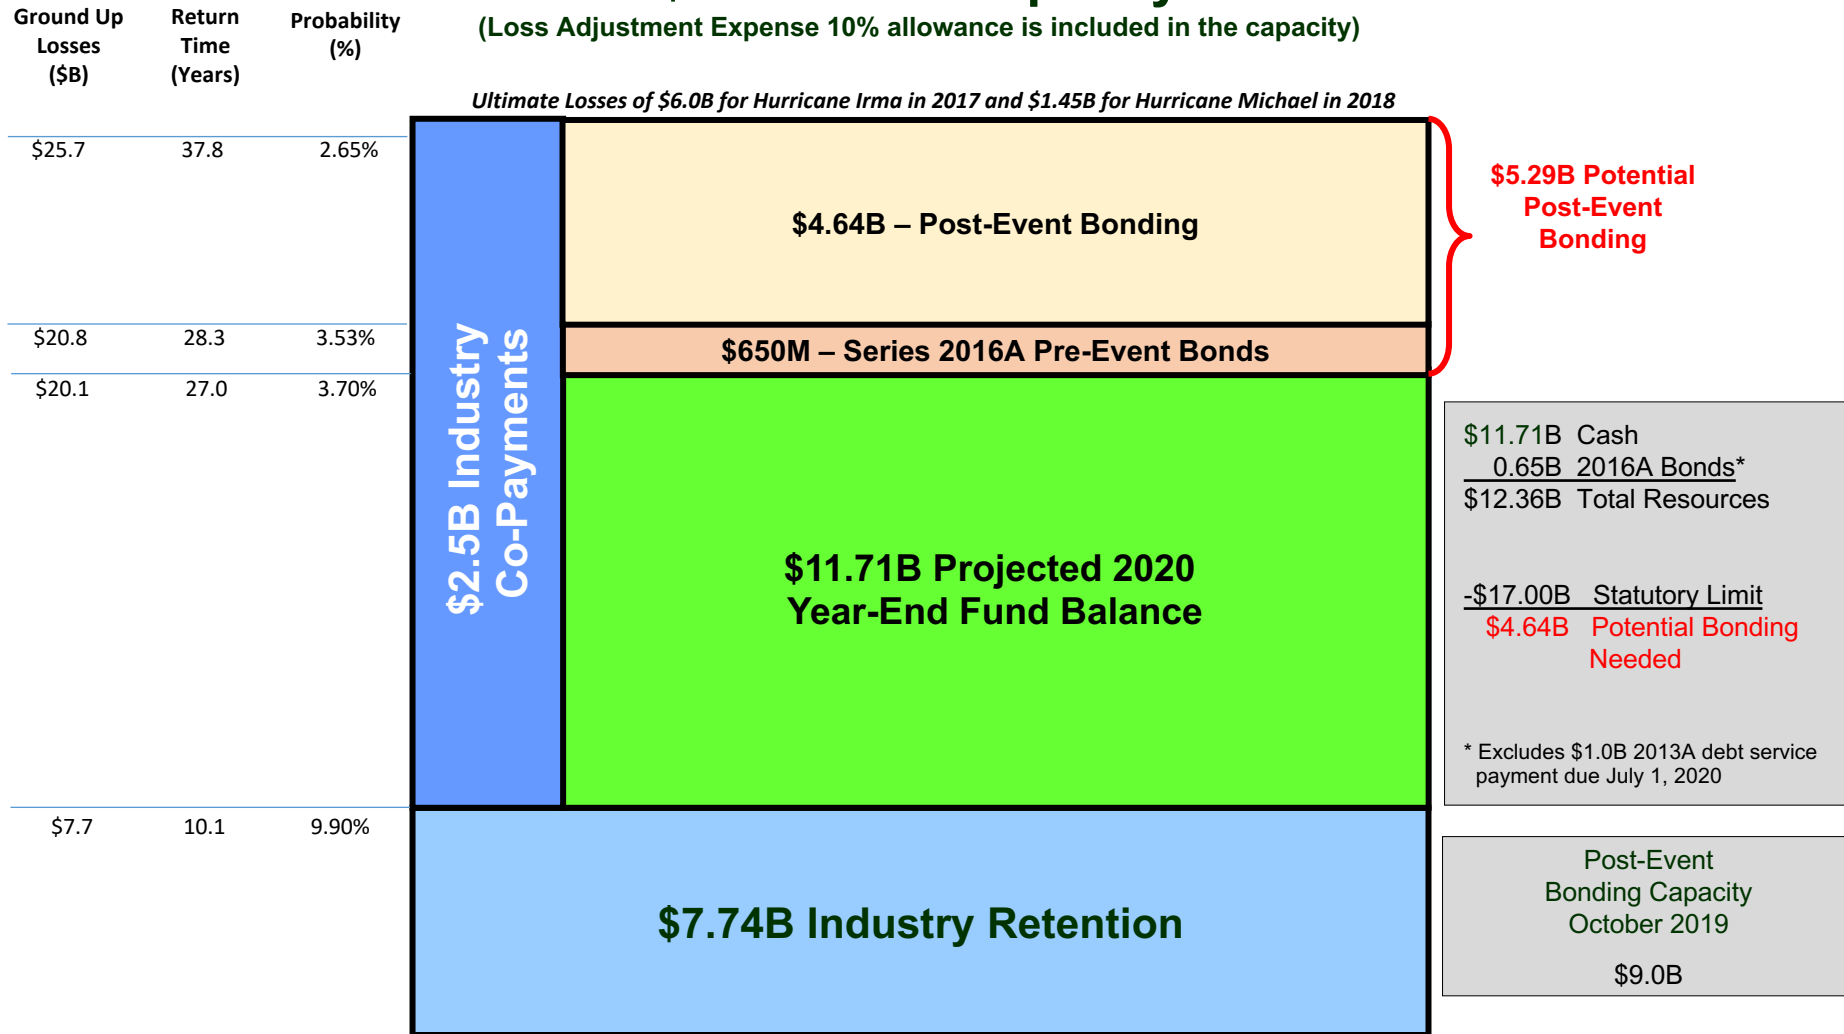 Ground Up
Losses
($B)
Return
Time
(Years)
Probability
(%)
(Loss Adjustment Expense 10% allowance is included in the capacity)
Ultimate Losses of $6.0B for Hurricane Irma in 2017 and $1.45B for Hurricane Michael in 2018
$25.7 37.8 2.65%
$20.8 28.3 3.53%
$20.1 27.0 3.70%
$7.7 10.1 9.90%
$2.5B Industry
Co-Payments
$4.64B – Post-Event Bonding
$650M – Series 2016A Pre-Event Bonds
$11.71B Projected 2020
Year-End Fund Balance
$7.74B Industry Retention
$5.29B Potential
Post-Event
Bonding
$11.71B Cash
0.65B 2016A Bonds*
$12.36B Total Resources
-$17.00B Statutory Limit
$4.64B Potential Bonding
Needed
* Excludes $1.0B 2013A debt service
payment due July 1, 2020
Post-Event
Bonding Capacity
October 2019
$9.0B